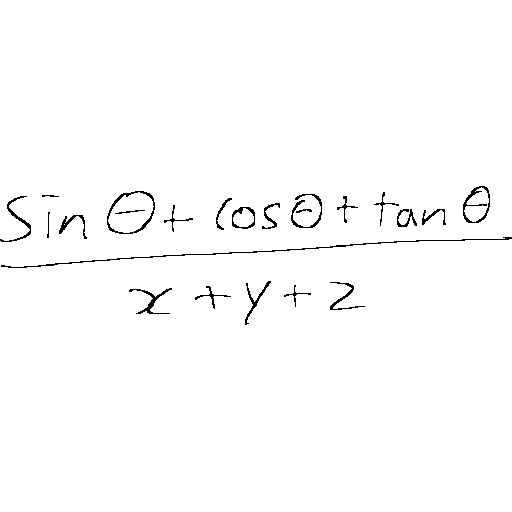 sin θ + cos θ + tan θ
x + y + z